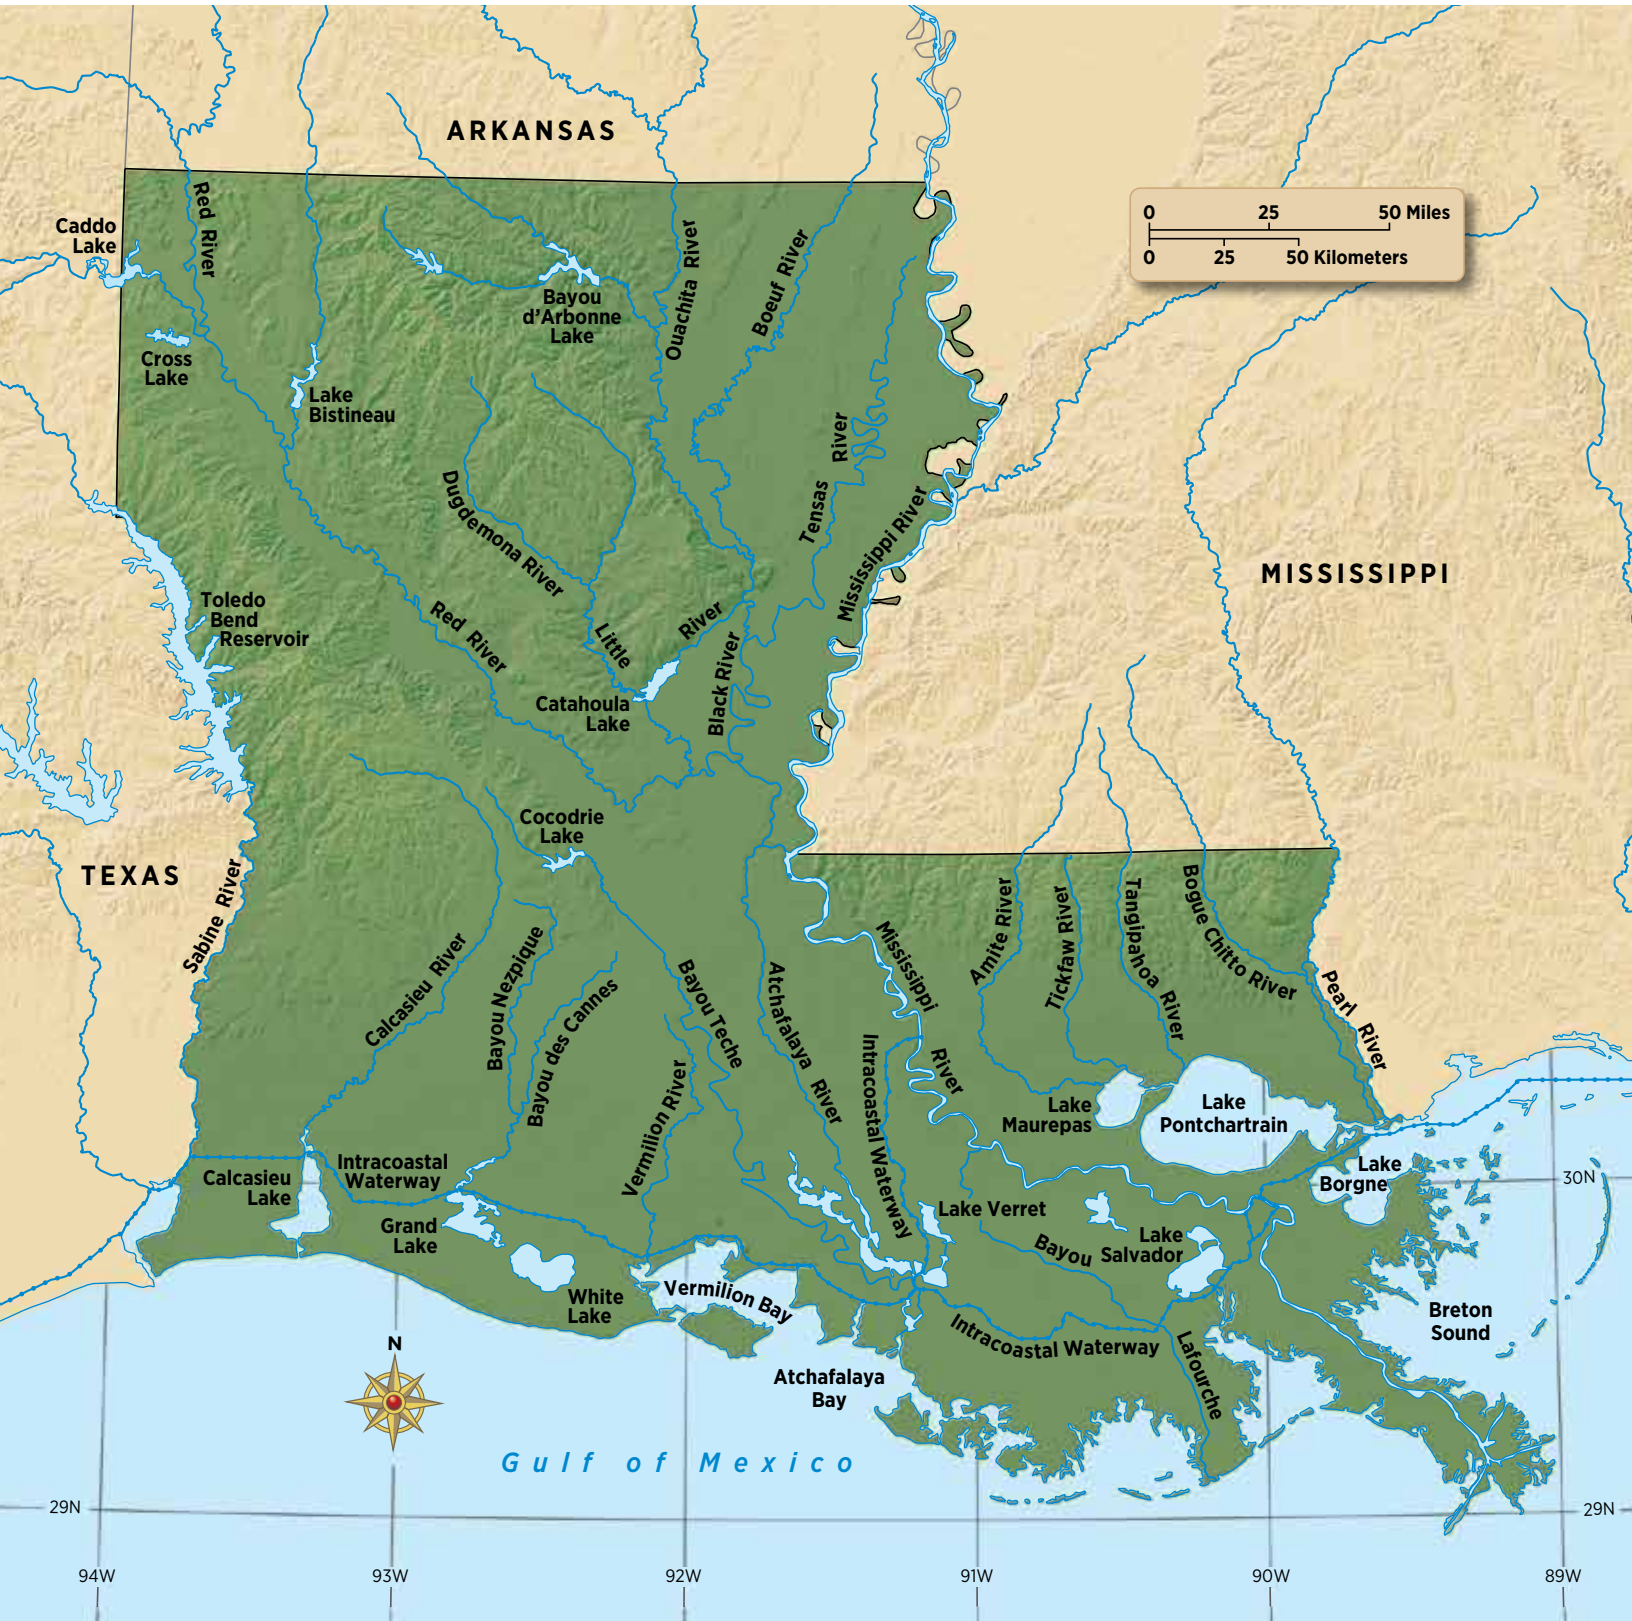 ARKANSAS
Red River
Caddo
Lake
0 25 50 Miles
0 25 50 Kilometers
Ouachita River
Boeuf River
Bayou
d'Arbonne
Lake
Cross
Lake
Lake
Bistineau
Tensas River
Dugdemona River
Mississippi River
MISSISSIPPI
Toledo
Bend
Reservoir
Red River
Little River
Black River
Catahoula
Lake
Cocodrie
Lake
TEXAS
Sabine River
Calcasieu River
Bayou Nezpique
Bayou des Cannes
Bayou Teche
Atchafalaya River
Mississippi River
Amite River
Tickfaw River
Tangipahoa River
Bogue Chitto River
Pearl River
Vermilion River
Intracoastal Waterway
Lake
Maurepas
Lake
Pontchartrain
Lake
Borgne
30N
Calcasieu
Lake
Intracoastal
Waterway
Grand
Lake
Lake Verret
Lake
Salvador
Bayou Lafourche
White
Lake
Vermilion Bay
Breton
Sound
Intracoastal Waterway
Atchafalaya
Bay
N
Gulf of Mexico
29N
29N
94W
93W
92W
91W
90W
89W